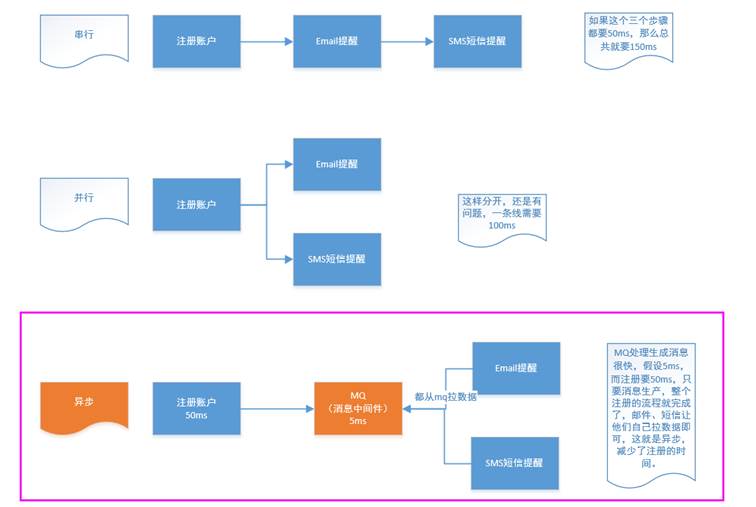 串行
注册账户
Email提醒
SMS短信提醒
如果这个三个步骤
都要50ms，那么总
共就要150ms
并行
注册账户
Email提醒
SMS短信提醒
这样分开，还是有
问题，一条线需要
100ms
异步
注册账户
50ms
MQ
（消息中间件）
5ms
都从mq拉数据
Email提醒
SMS短信提醒
MQ处理生成消息
很快，假设5ms，
而注册要50ms，只
要消息生产，整个
注册的流程就完成
了，邮件、短信让
他们自己拉数据即
可，这就是异步，
减少了注册的时
间。